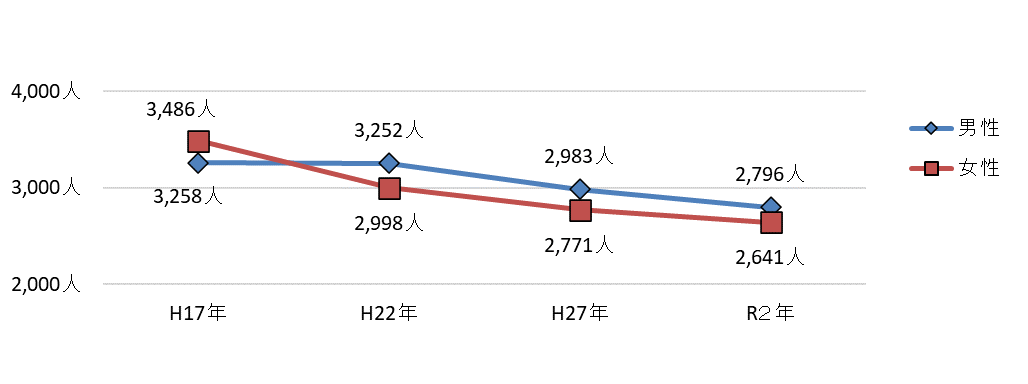 4,000人
3,486人
3,252人
男性
2,983人
女性
2,796人
3,000人
3,258人
2,998人
2,771人
2,641人
2,000人
H17年 H22年 H27年 R２年